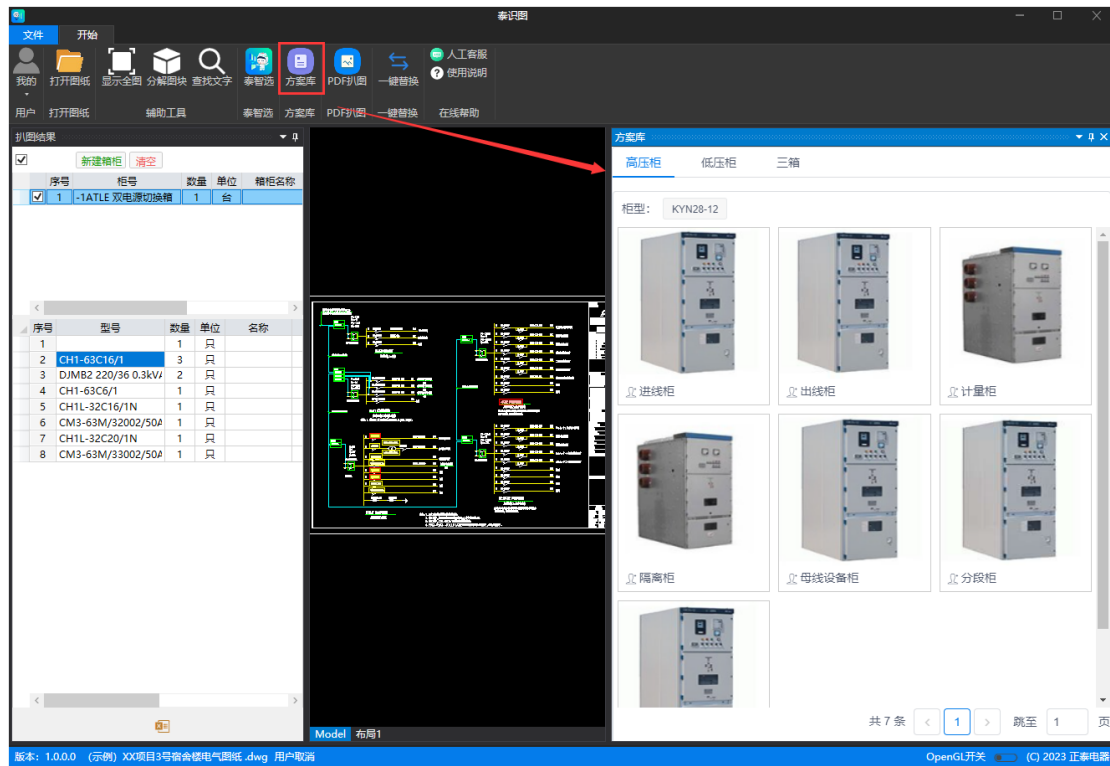 泰识图
文件 开始
我的 打开图纸 显示全图 分解图块 查找文字 泰智选 方案库 PDF扒图 一键替换 人工客服
使用说明
用户 打开图纸 辅助工具 泰智选 方案库 PDF扒图 一键替换 在线帮助
扒图结果
新建箱柜 清空
序号 柜号 数量 单位 箱柜名称
1 -1ATLE 双电源切换箱 1 台
序号 型号 数量 单位 名称
1 1 只
2 CH1-63C16/1 3 只
3 DJMB2 220/36 0.3kVA 2 只
4 CH1-63C6/1 1 只
5 CH1L-32C16/1N 1 只
6 CM3-63M/32002/50A 1 只
7 CH1L-32C20/1N 1 只
8 CM3-63M/33002/50A 1 只
Model 布局1
方案库
高压柜 低压柜 三箱
柜型: KYN28-12
进线柜 出线柜 计量柜
隔离柜 母线设备柜 分段柜
共 7 条 1 跳至 1 页
版本: 1.0.0.0 (示例) XX项目3号宿舍楼电气图纸 .dwg 用户取消
OpenGL开关 (C) 2023 正泰电器